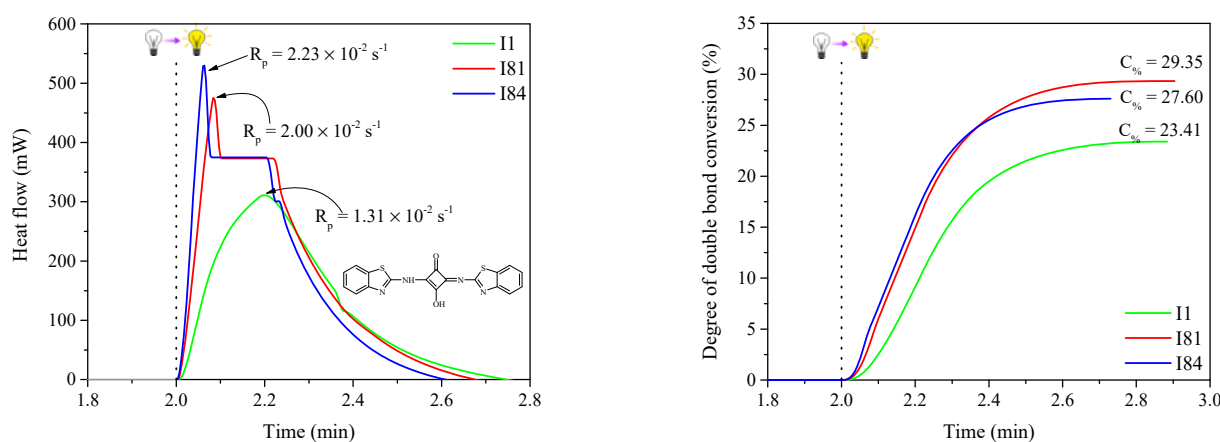 Heat flow (mW)
600
500
400
300
200
100
0
1.8
2.0
2.2
2.4
2.6
2.8
Time (min)
I1
I81
I84
R_p = 2.23 × 10⁻² s⁻¹
R_p = 2.00 × 10⁻² s⁻¹
R_p = 1.31 × 10⁻² s⁻¹
S
N
NH
O
OH
N
S
N
Degree of double bond conversion (%)
35
30
25
20
15
10
5
0
1.8
2.0
2.2
2.4
2.6
2.8
3.0
Time (min)
C_% = 29.35
C_% = 27.60
C_% = 23.41
I1
I81
I84